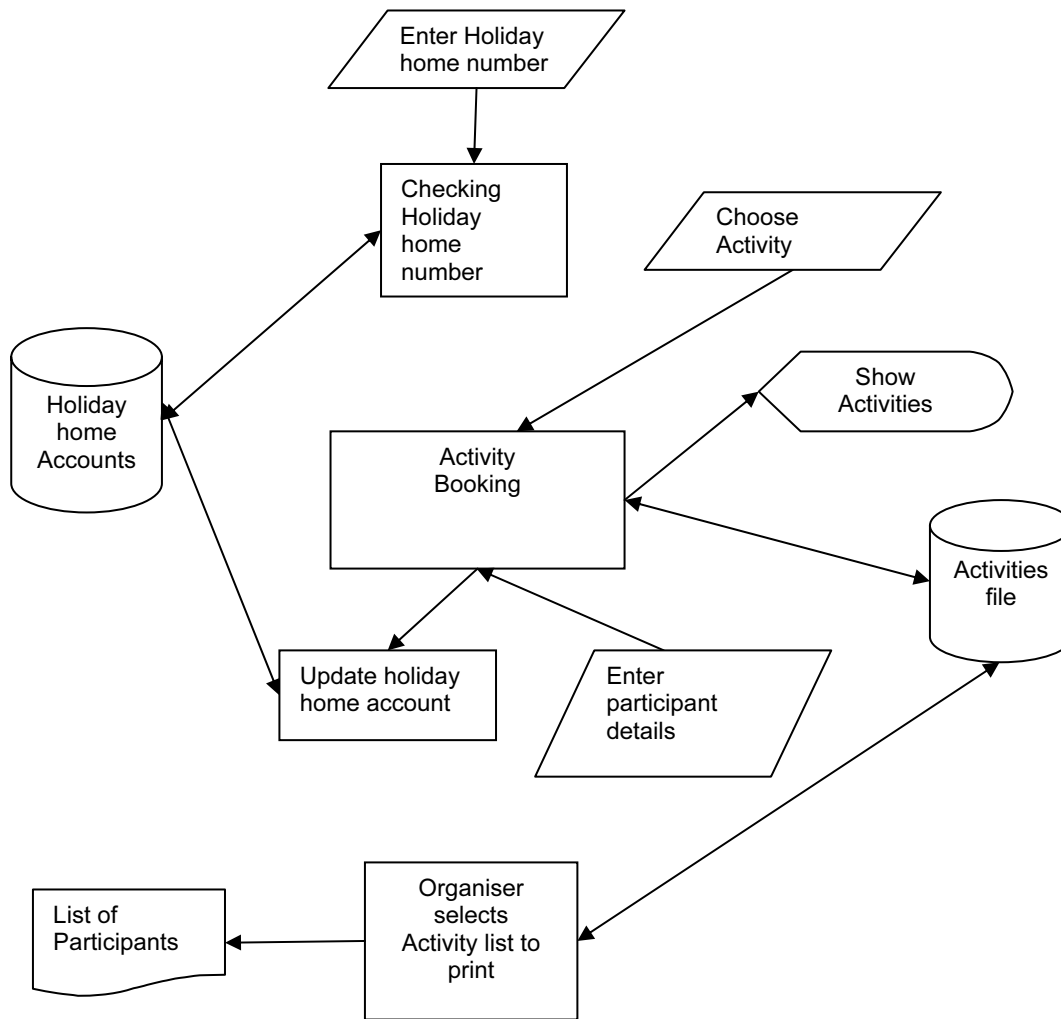 Enter Holiday
home number
Checking
Holiday
home
number
Choose
Activity
Show
Activities
Holiday
home
Accounts
Activity
Booking
Activities
file
Update holiday
home account
Enter
participant
details
Organiser
selects
Activity list to
print
List of
Participants